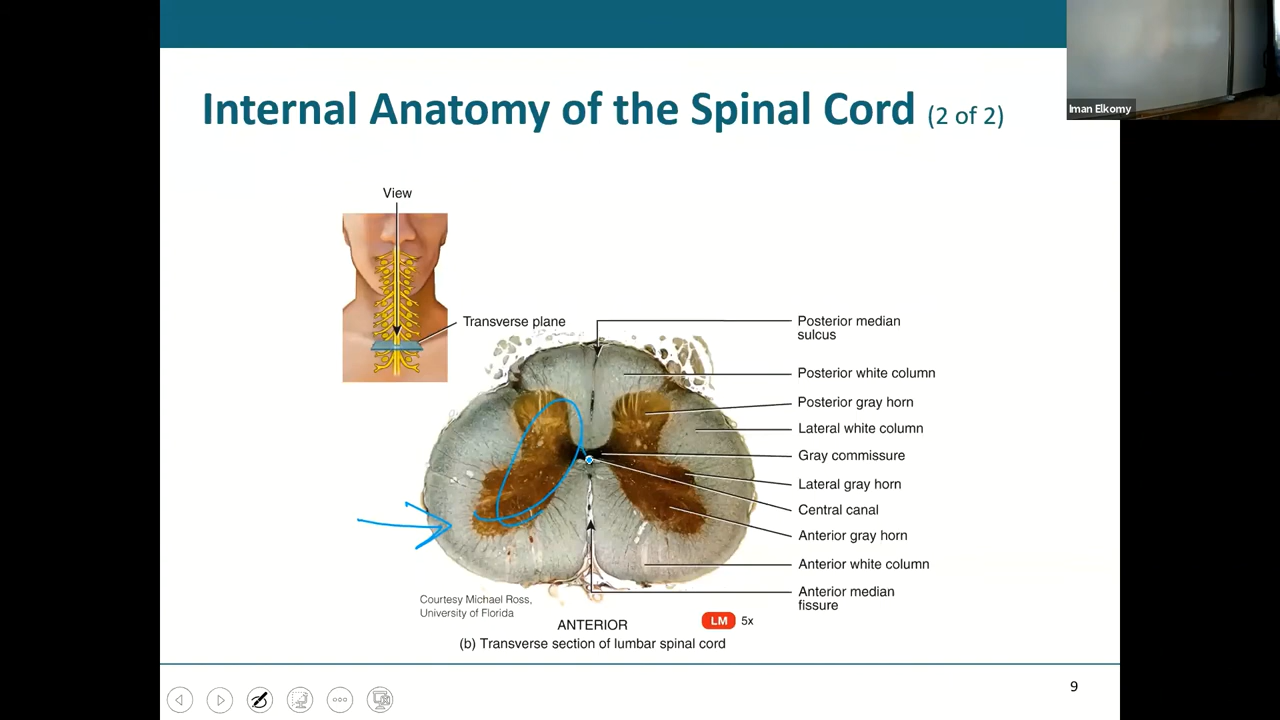 Iman Elkomy
Internal Anatomy of the Spinal Cord (2 of 2)
View
Transverse plane
Posterior median
sulcus
Posterior white column
Posterior gray horn
Lateral white column
Gray commissure
Lateral gray horn
Central canal
Anterior gray horn
Anterior white column
Anterior median
fissure
Courtesy Michael Ross,
University of Florida
ANTERIOR
LM 5x
(b) Transverse section of lumbar spinal cord
9